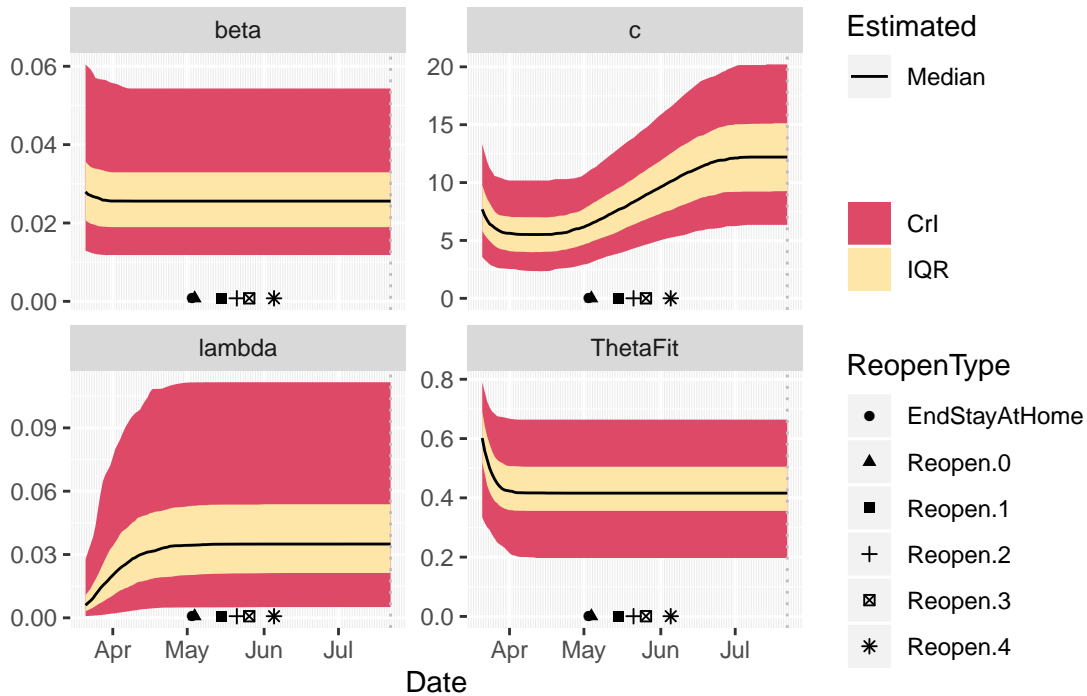 beta
c
0.06
0.04
0.02
0.00
20
15
10
5
0
lambda
ThetaFit
0.09
0.06
0.03
0.00
0.8
0.6
0.4
0.2
0.0
Apr May Jun Jul
Apr May Jun Jul
Date
Estimated
Median
CrI
IQR
ReopenType
EndStayAtHome
Reopen.0
Reopen.1
Reopen.2
Reopen.3
Reopen.4